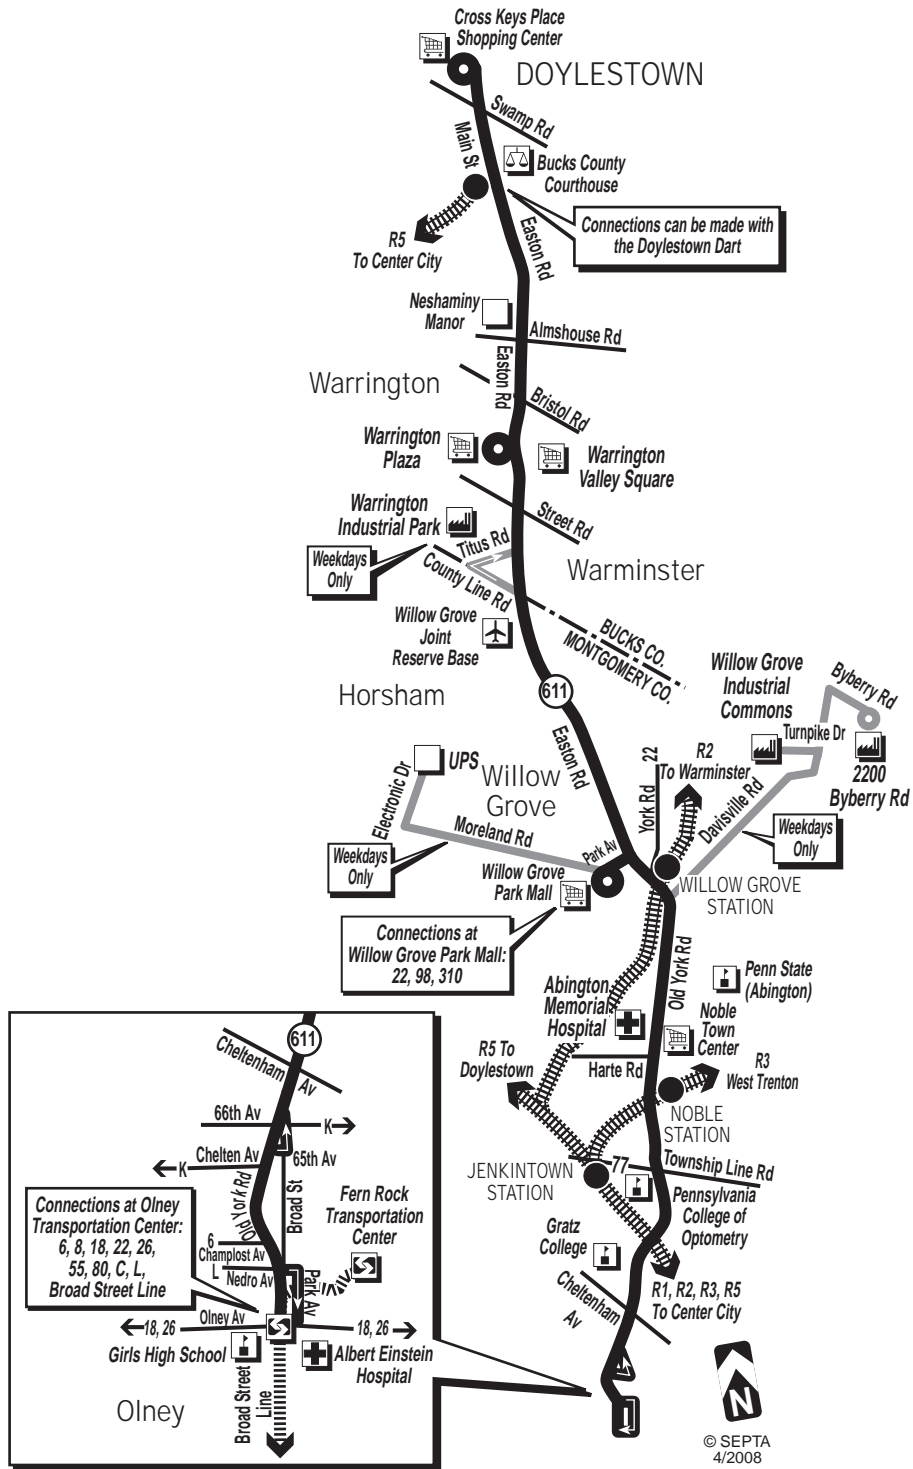 Cross Keys Place
Shopping Center
DOYLESTOWN
Swamp Rd
Main St
Bucks County
Courthouse
Connections can be made with
the Doylestown Dart
R5
To Center City
Easton Rd
Neshaminy
Manor
Almshouse Rd
Easton Rd
Warrington
Bristol Rd
Warrington
Plaza
Warrington
Valley Square
Warrington
Industrial Park
Street Rd
Titus Rd
Weekdays
Only
County Line Rd
Warminster
Willow Grove
Joint
Reserve Base
BUCKS CO.
MONTGOMERY CO.
Horsham
611
Easton Rd
Willow Grove
Industrial
Commons
Byberry Rd
Turnpike Dr
2200
Byberry Rd
UPS
Willow
Grove
Electronic Dr
Moreland Rd
22
York Rd
R2
To Warminster
Davisville Rd
Weekdays
Only
Weekdays
Only
Park Av
Willow Grove
Park Mall
WILLOW GROVE
STATION
Connections at
Willow Grove Park Mall:
22, 98, 310
Old York Rd
Penn State
(Abington)
Abington
Memorial
Hospital
Noble
Town
Center
R5 To
Doylestown
Harte Rd
R3
West Trenton
NOBLE
STATION
JENKINTOWN
STATION
77
Township Line Rd
Pennsylvania
College of
Optometry
Gratz
College
R1, R2, R3, R5
To Center City
Cheltenham
Av
611
Cheltenham
Av
66th Av
K
Chelten Av
K
65th Av
Old York Rd
Broad St
Connections at Olney
Transportation Center:
6, 8, 18, 22, 26,
55, 80, C, L,
Broad Street Line
Fern Rock
Transportation
Center
6
Champlost Av
L
Nedro Av
Park Av
Olney Av
18, 26
18, 26
Girls High School
Albert Einstein
Hospital
Broad Street
Line
Olney
N
© SEPTA
4/2008